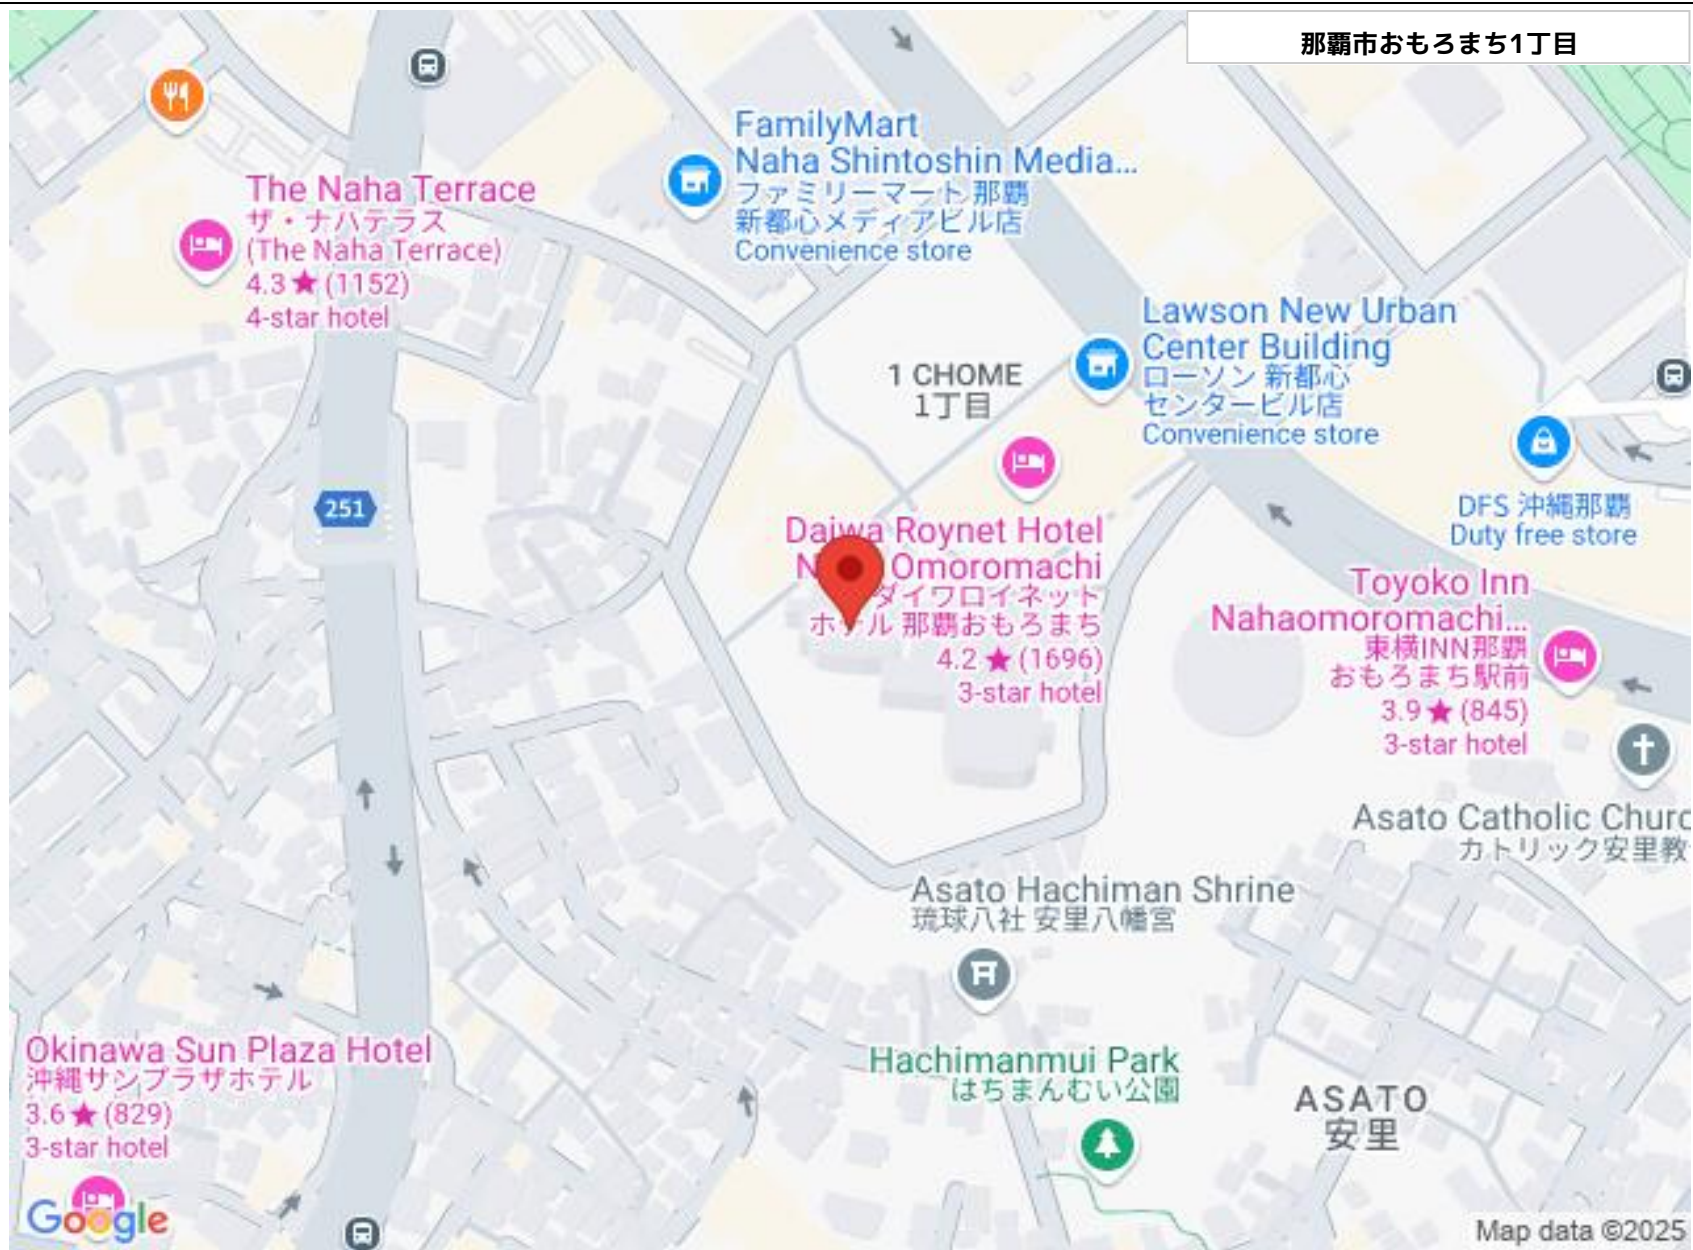 那覇市おもろまち1丁目
FamilyMart
Naha Shintoshin Media...
ファミリーマート 那覇
新都心メディアビル店
Convenience store
The Naha Terrace
ザ・ナハテラス
(The Naha Terrace)
4.3★(1152)
4-star hotel
Lawson New Urban
Center Building
ローソン 新都心
センタービル店
Convenience store
1 CHOME
1丁目
251
DFS 沖縄那覇
Duty free store
Daiwa Roynet Hotel
Omoromachi
ダイワロイネット
ル 那覇おもろまち
4.2★(1696)
3-star hotel
Toyoko Inn
Nahaomoromachi...
東横INN那覇
おもろまち駅前
3.9★(845)
3-star hotel
Asato Catholic Churc
カトリック安里教
Asato Hachiman Shrine
琉球八社 安里八幡宮
Okinawa Sun Plaza Hotel
沖縄サンプラザホテル
3.6★(829)
3-star hotel
Hachimanmui Park
はちまんむい公園
ASATO
安里
Google
Map data ©2025